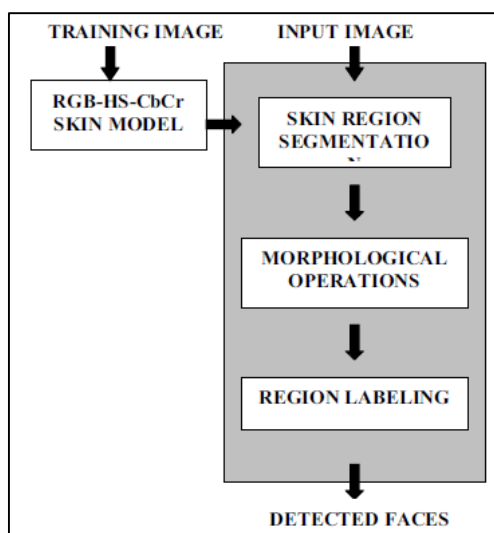 TRAINING IMAGE
INPUT IMAGE
RGB-HS-CbCr
SKIN MODEL
SKIN REGION
SEGMENTATIO
MORPHOLOGICAL
OPERATIONS
REGION LABELING
DETECTED FACES